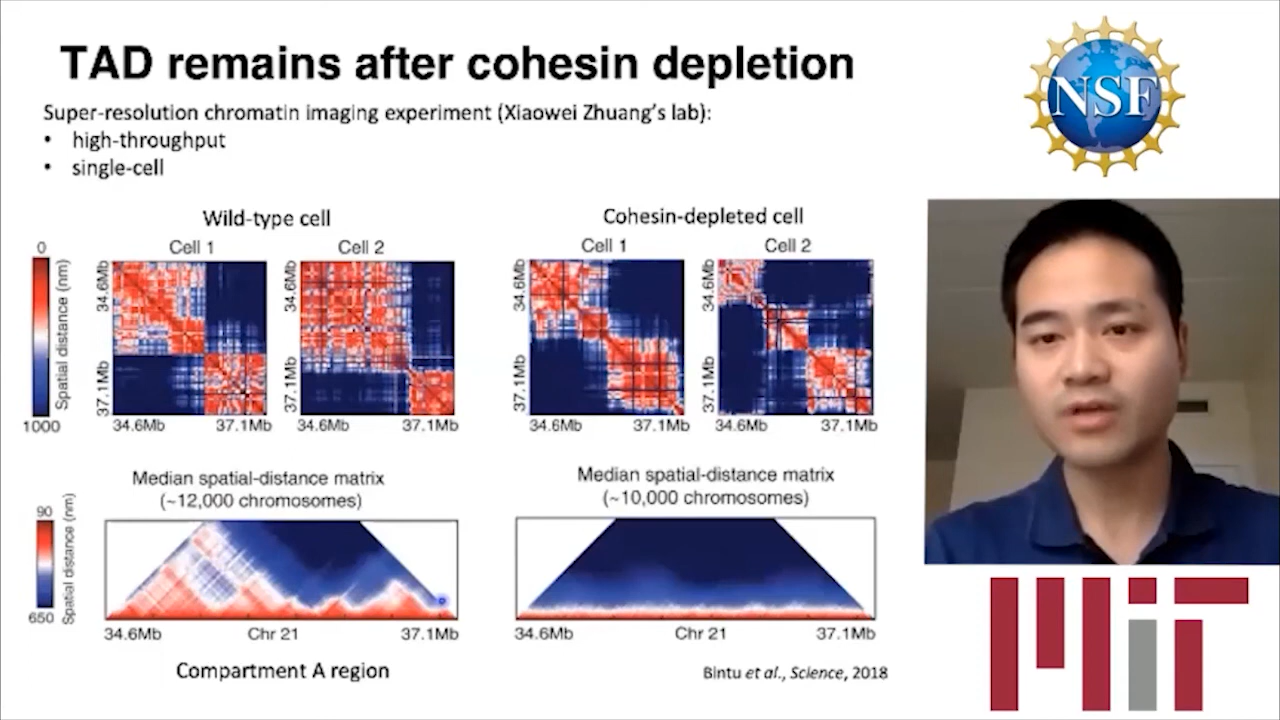 TAD remains after cohesin depletion
Super-resolution chromatin imaging experiment (Xiaowei Zhuang's lab):
• high-throughput
• single-cell
NSF
Wild-type cell
Cohesin-depleted cell
Cell 1
Cell 2
Cell 1
Cell 2
0
Spatial distance (nm)
1000
34.6Mb
37.1Mb
34.6Mb
37.1Mb
34.6Mb
37.1Mb
34.6Mb
37.1Mb
34.6Mb
37.1Mb
34.6Mb
37.1Mb
34.6Mb
37.1Mb
34.6Mb
37.1Mb
Median spatial-distance matrix
(~12,000 chromosomes)
Median spatial-distance matrix
(~10,000 chromosomes)
90
Spatial distance (nm)
650
34.6Mb
Chr 21
37.1Mb
34.6Mb
Chr 21
37.1Mb
Compartment A region
Bintu et al., Science, 2018
MIT